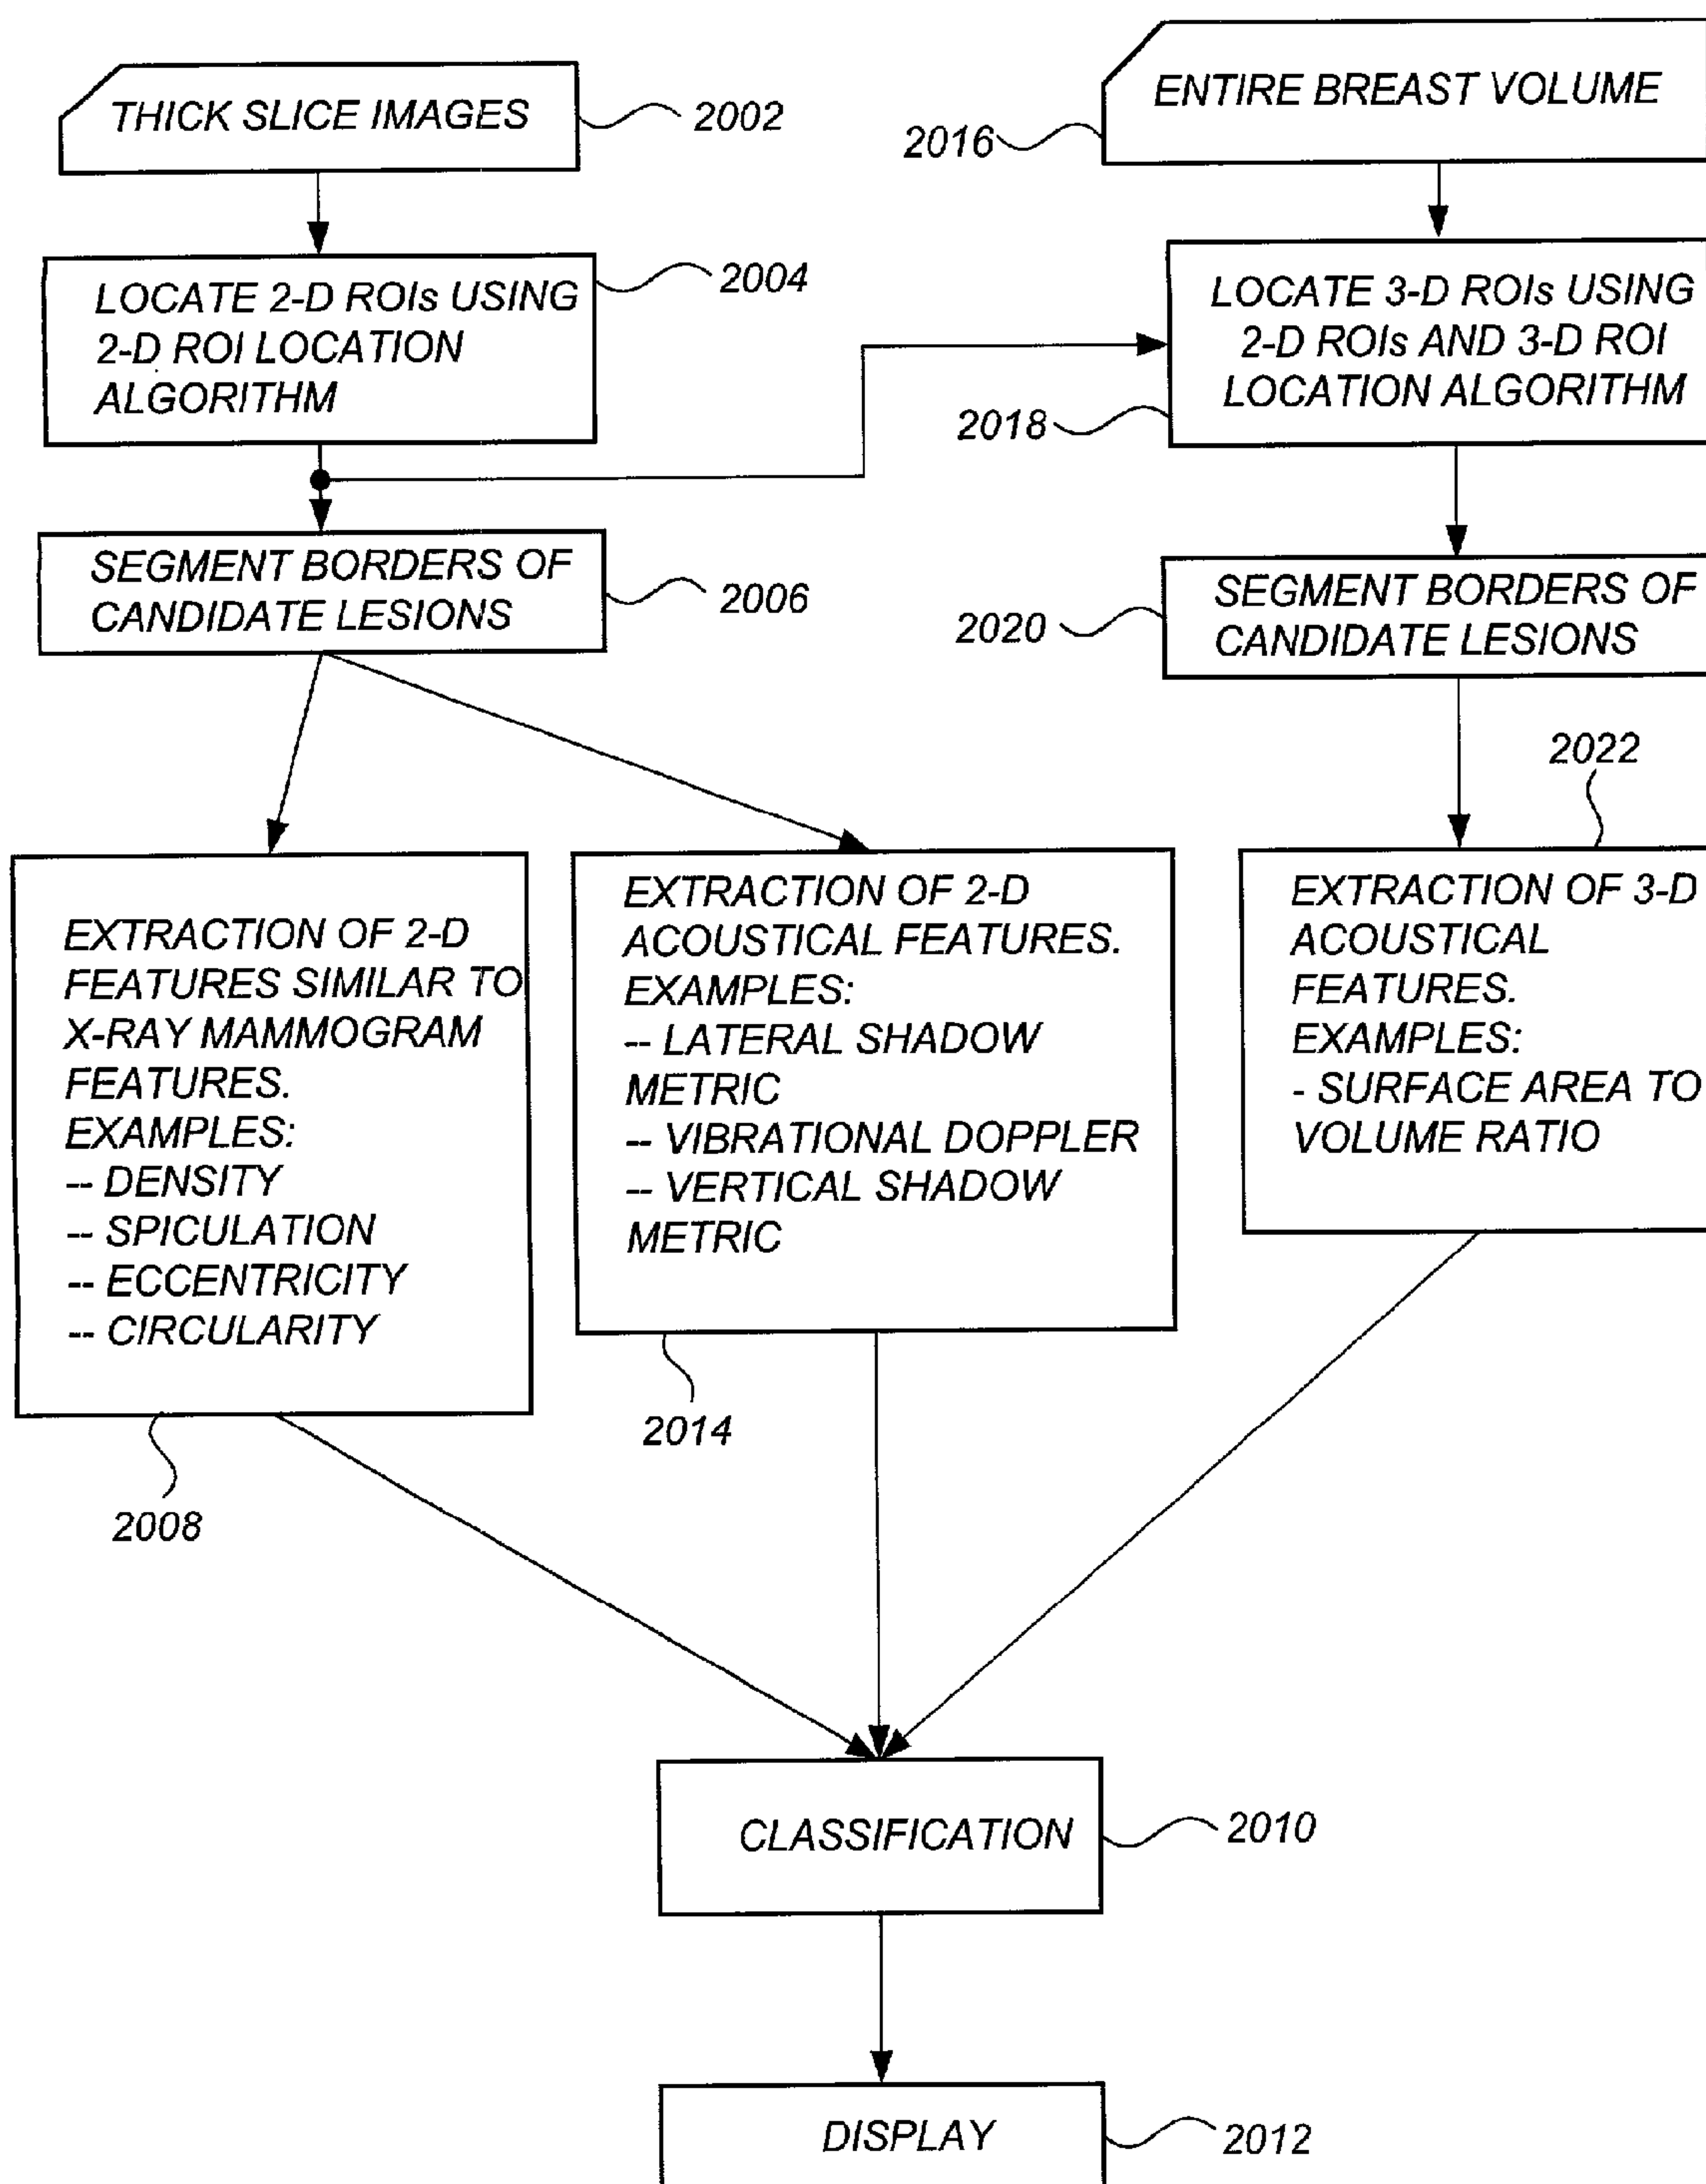 THICK SLICE IMAGES
2002
ENTIRE BREAST VOLUME
2016
LOCATE 2-D ROIs USING
2-D ROI LOCATION
ALGORITHM
2004
LOCATE 3-D ROIs USING
2-D ROIs AND 3-D ROI
LOCATION ALGORITHM
2018
SEGMENT BORDERS OF
CANDIDATE LESIONS
2006
SEGMENT BORDERS OF
CANDIDATE LESIONS
2020
2022
EXTRACTION OF 2-D
FEATURES SIMILAR TO
X-RAY MAMMOGRAM
FEATURES.
EXAMPLES:
-- DENSITY
-- SPICULATION
-- ECCENTRICITY
-- CIRCULARITY
2008
EXTRACTION OF 2-D
ACOUSTICAL FEATURES.
EXAMPLES:
-- LATERAL SHADOW
METRIC
-- VIBRATIONAL DOPPLER
-- VERTICAL SHADOW
METRIC
2014
EXTRACTION OF 3-D
ACOUSTICAL
FEATURES.
EXAMPLES:
- SURFACE AREA TO
VOLUME RATIO
CLASSIFICATION
2010
DISPLAY
2012